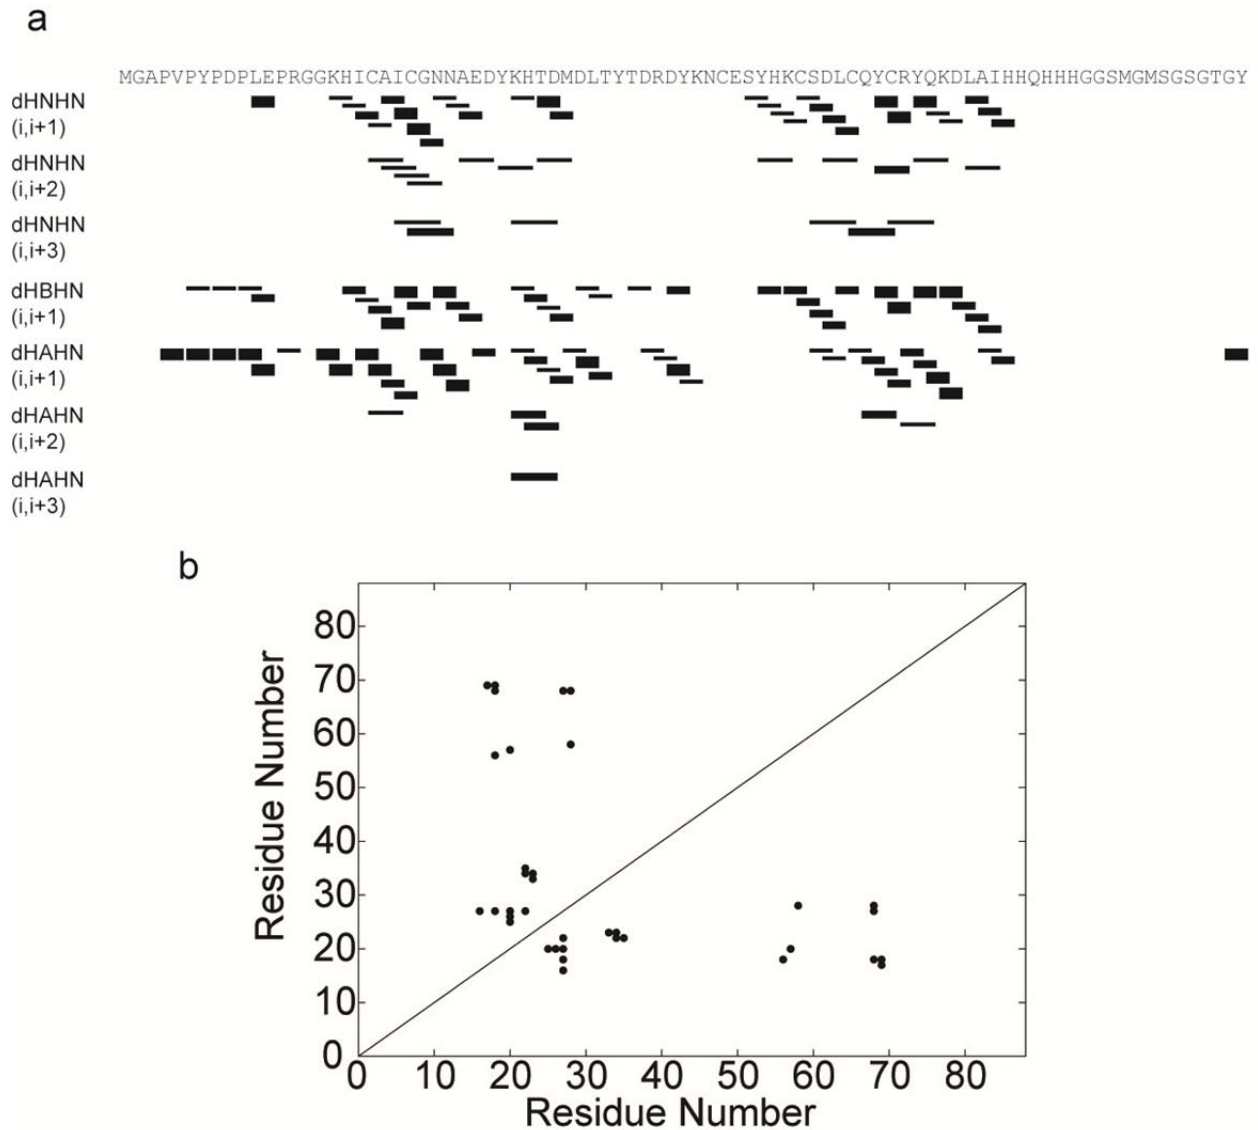 a
MGAPVPYPDPLEPRGGKHICAICGNNAEDYKHTDMDLTYTDRDYKNCESYHKCSDLCQYCRYQKDLAIHHQHHHGGSMGMSGSGTGY
dHNHN
(i,i+1)
dHNHN
(i,i+2)
dHNHN
(i,i+3)
dHBHN
(i,i+1)
dHAHN
(i,i+1)
dHAHN
(i,i+2)
dHAHN
(i,i+3)
b
Residue Number
80
70
60
50
40
30
20
10
0
0 10 20 30 40 50 60 70 80
Residue Number